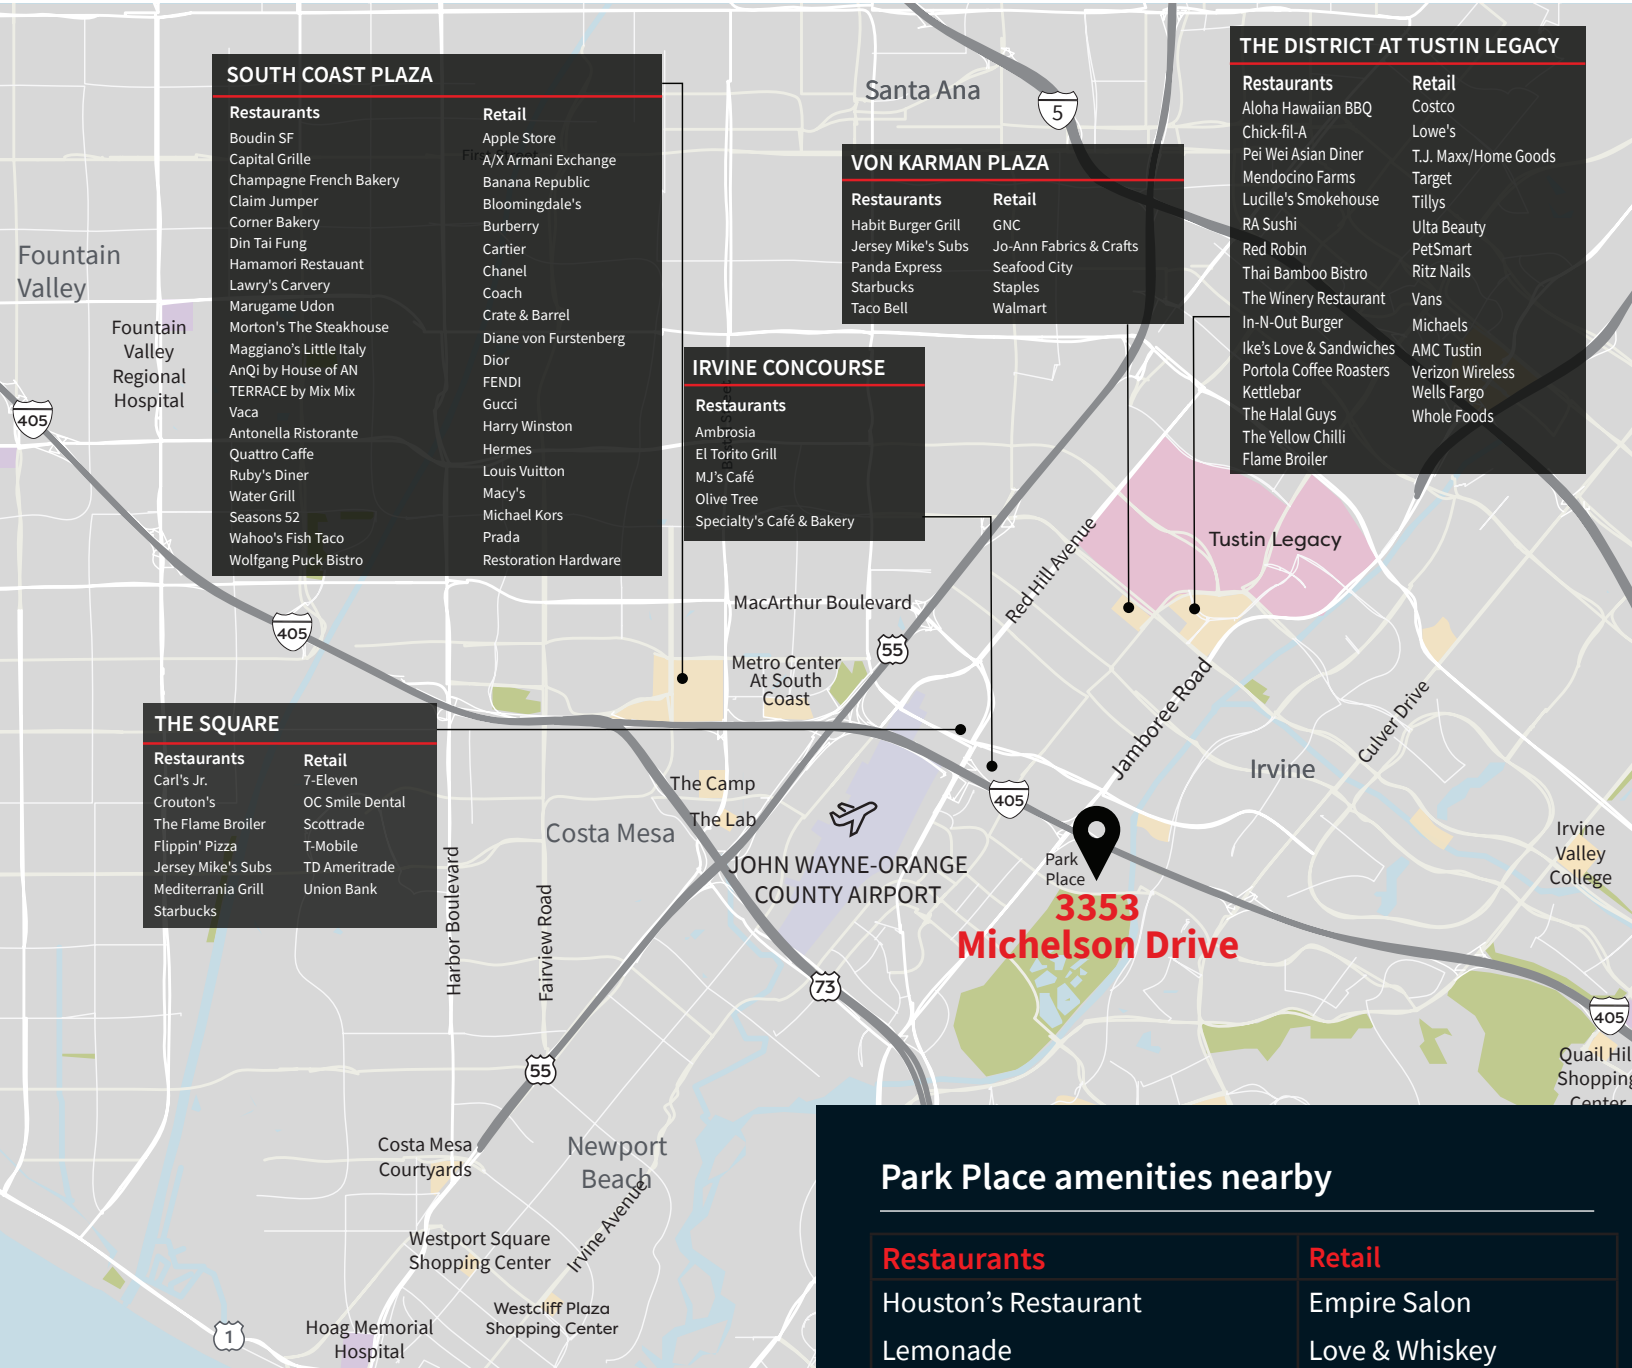 SOUTH COAST PLAZA
Restaurants
Boudin SF
Capital Grille
Champagne French Bakery
Claim Jumper
Corner Bakery
Din Tai Fung
Hamamori Restauant
Lawry's Carvery
Marugame Udon
Morton's The Steakhouse
Maggiano's Little Italy
AnQi by House of AN
TERRACE by Mix Mix
Vaca
Antonella Ristorante
Quattro Caffe
Ruby's Diner
Water Grill
Seasons 52
Wahoo's Fish Taco
Wolfgang Puck Bistro
Retail
Apple Store
A/X Armani Exchange
Banana Republic
Bloomingdale's
Burberry
Cartier
Chanel
Coach
Crate & Barrel
Diane von Furstenberg
Dior
FENDI
Gucci
Harry Winston
Hermes
Louis Vuitton
Macy's
Michael Kors
Prada
Restoration Hardware
Santa Ana
5
VON KARMAN PLAZA
Restaurants
Habit Burger Grill
Jersey Mike's Subs
Panda Express
Starbucks
Taco Bell
Retail
GNC
Jo-Ann Fabrics & Crafts
Seafood City
Staples
Walmart
THE DISTRICT AT TUSTIN LEGACY
Restaurants
Aloha Hawaiian BBQ
Chick-fil-A
Pei Wei Asian Diner
Mendocino Farms
Lucille's Smokehouse
RA Sushi
Red Robin
Thai Bamboo Bistro
The Winery Restaurant
In-N-Out Burger
Ike's Love & Sandwiches
Portola Coffee Roasters
Kettlebar
The Halal Guys
The Yellow Chilli
Flame Broiler
Retail
Costco
Lowe's
T.J. Maxx/Home Goods
Target
Tillys
Ulta Beauty
PetSmart
Ritz Nails
Vans
Michaels
AMC Tustin
Verizon Wireless
Wells Fargo
Whole Foods
IRVINE CONCOURSE
Restaurants
Ambrosia
El Torito Grill
MJ's Café
Olive Tree
Specialty's Café & Bakery
Fountain
Valley
Fountain
Valley
Regional
Hospital
405
405
Tustin Legacy
Red Hill Avenue
MacArthur Boulevard
55
Metro Center
At South
Coast
THE SQUARE
Restaurants
Carl's Jr.
Crouton's
The Flame Broiler
Flippin' Pizza
Jersey Mike's Subs
Mediterrania Grill
Starbucks
Retail
7-Eleven
OC Smile Dental
Scottrade
T-Mobile
TD Ameritrade
Union Bank
The Camp
The Lab
Costa Mesa
JOHN WAYNE-ORANGE
COUNTY AIRPORT
Jamboree Road
Culver Drive
Irvine
405
Park
Place
3353
Michelson Drive
Irvine
Valley
College
Harbor Boulevard
Fairview Road
73
55
405
Quail Hil
Shopping
Center
Costa Mesa
Courtyards
Newport
Beach
Irvine Avenue
Westport Square
Shopping Center
Westcliff Plaza
Shopping Center
1
Hoag Memorial
Hospital
Park Place amenities nearby
Restaurants
Retail
Houston's Restaurant
Empire Salon
Lemonade
Love & Whiskey